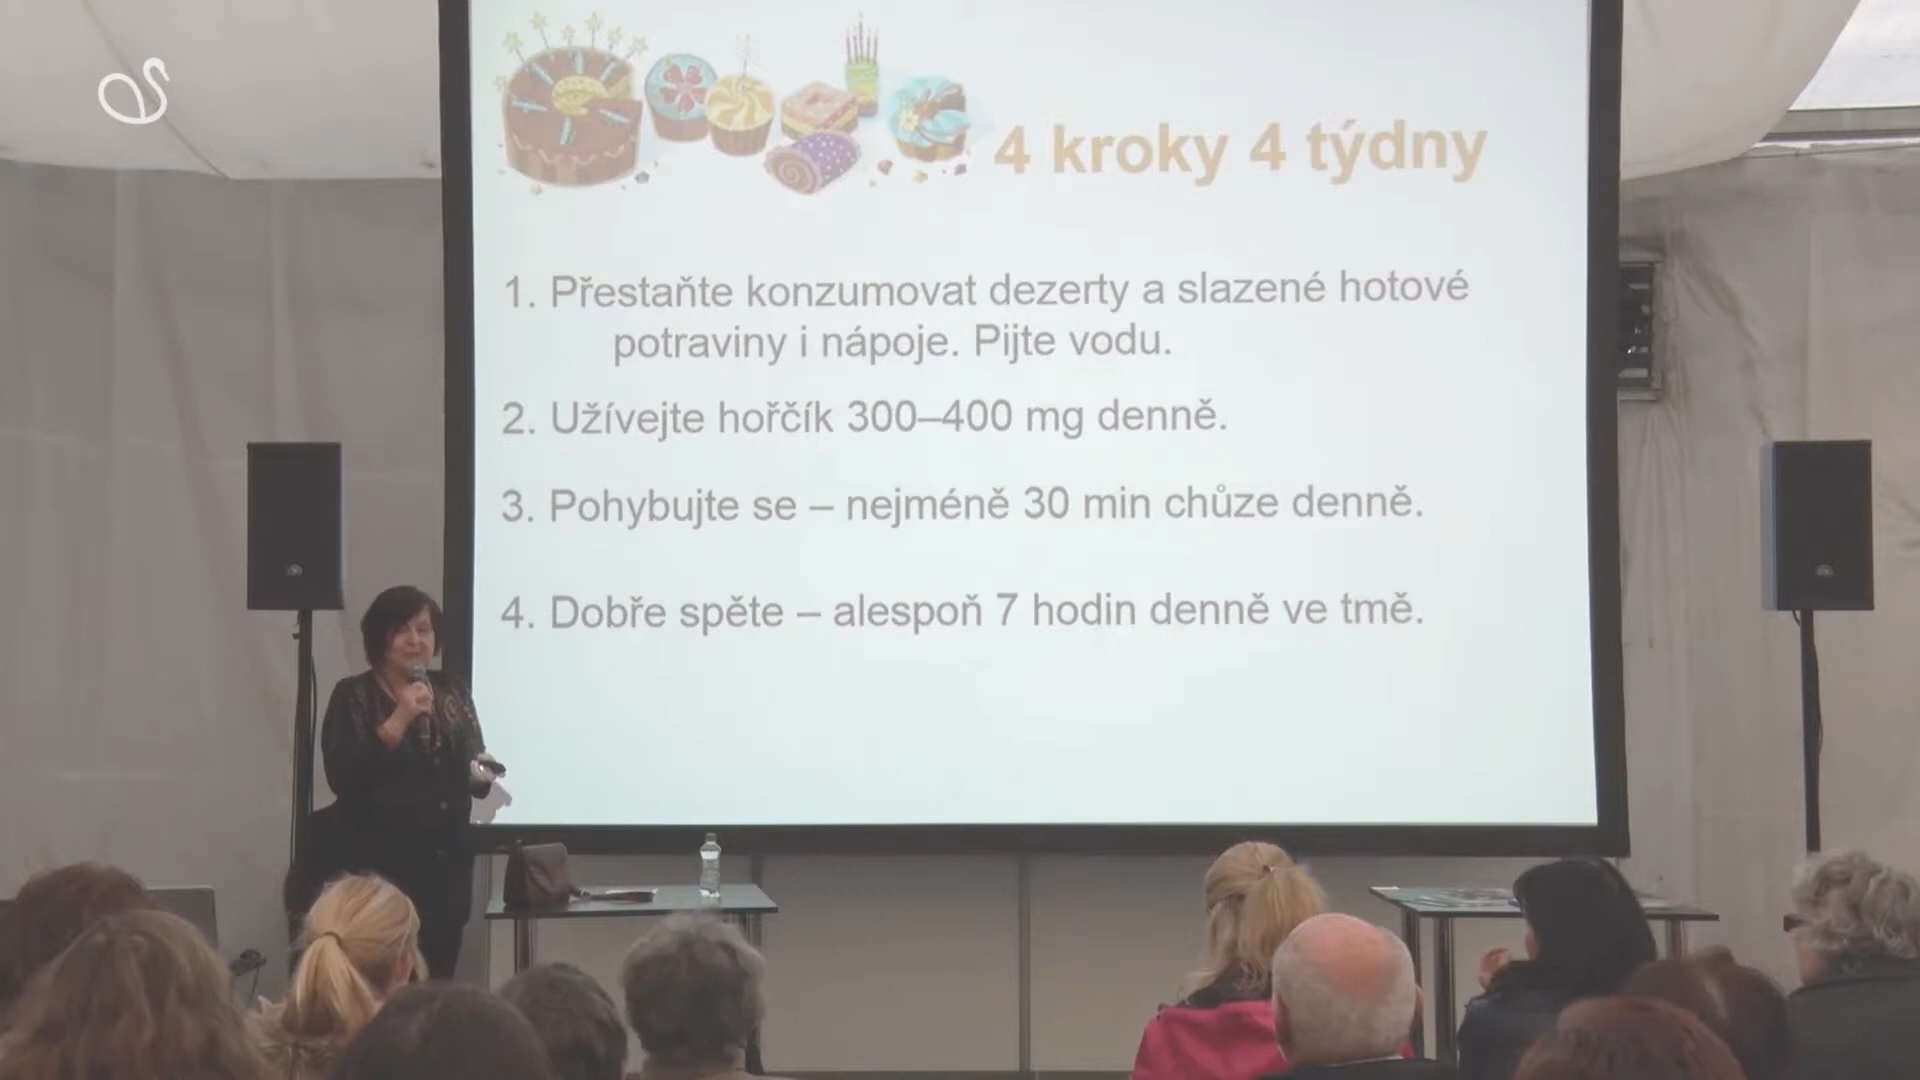 4 kroky 4 týdny
1. Přestaňte konzumovat dezerty a slazené hotové
potraviny i nápoje. Pijte vodu.
2. Užívejte hořčík 300–400 mg denně.
3. Pohybujte se – nejméně 30 min chůze denně.
4. Dobře spěte – alespoň 7 hodin denně ve tmě.